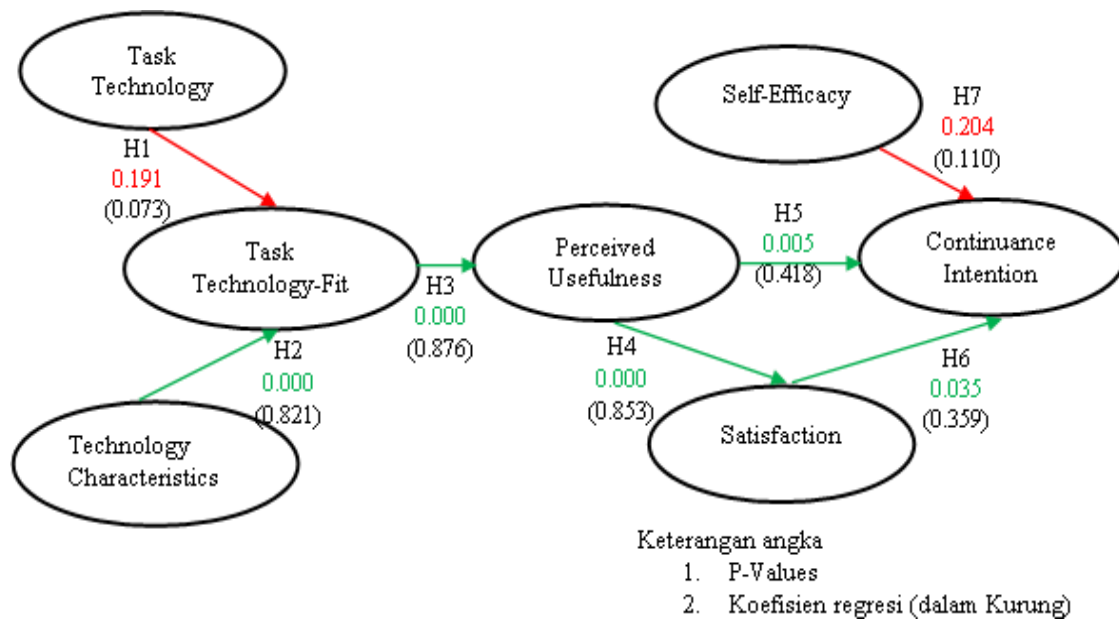 Task
Technology
Self-Efficacy
H1
0.191
(0.073)
H7
0.204
(0.110)
Task
Technology-Fit
H3
0.000
(0.876)
Perceived
Usefulness
H5
0.005
(0.418)
Continuance
Intention
H2
0.000
(0.821)
H4
0.000
(0.853)
H6
0.035
(0.359)
Technology
Characteristics
Satisfaction
Keterangan angka
1. P-Values
2. Koefisien regresi (dalam Kurung)